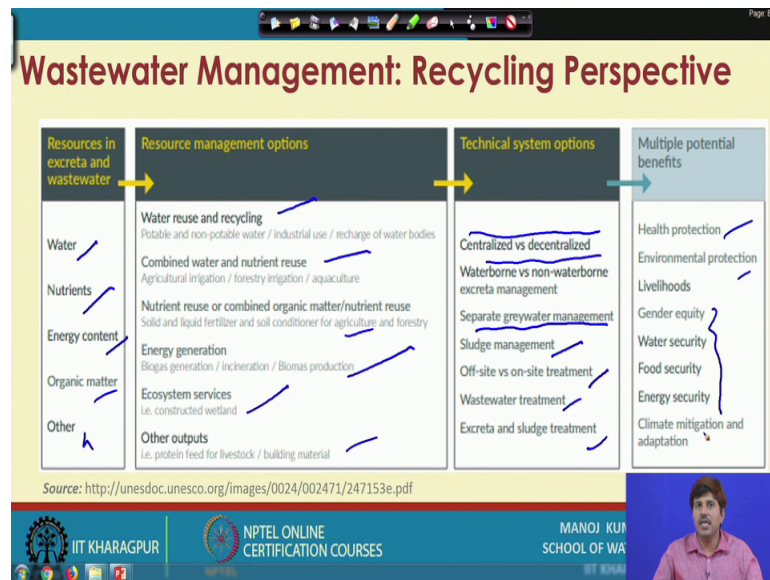 Page: 8
Wastewater Management: Recycling Perspective
Resources in
excreta and
wastewater
Water
Nutrients
Energy content
Organic matter
Other
Resource management options
Water reuse and recycling
Potable and non-potable water / industrial use / recharge of water bodies
Combined water and nutrient reuse
Agricultural irrigation / forestry irrigation / aquaculture
Nutrient reuse or combined organic matter/nutrient reuse
Solid and liquid fertilizer and soil conditioner for agriculture and forestry
Energy generation
Biogas generation / incineration / Biomas production
Ecosystem services
i.e. constructed wetland
Other outputs
i.e. protein feed for livestock / building material
Technical system options
Centralized vs decentralized
Waterborne vs non-waterborne
excreta management
Separate greywater management
Sludge management
Off-site vs on-site treatment
Wastewater treatment
Excreta and sludge treatment
Multiple potential
benefits
Health protection
Environmental protection
Livelihoods
Gender equity
Water security
Food security
Energy security
Climate mitigation and
adaptation
Source: http://unesdoc.unesco.org/images/0024/002471/247153e.pdf
IIT KHARAGPUR
NPTEL ONLINE
CERTIFICATION COURSES
MANOJ KU
SCHOOL OF WA
IIT KHA